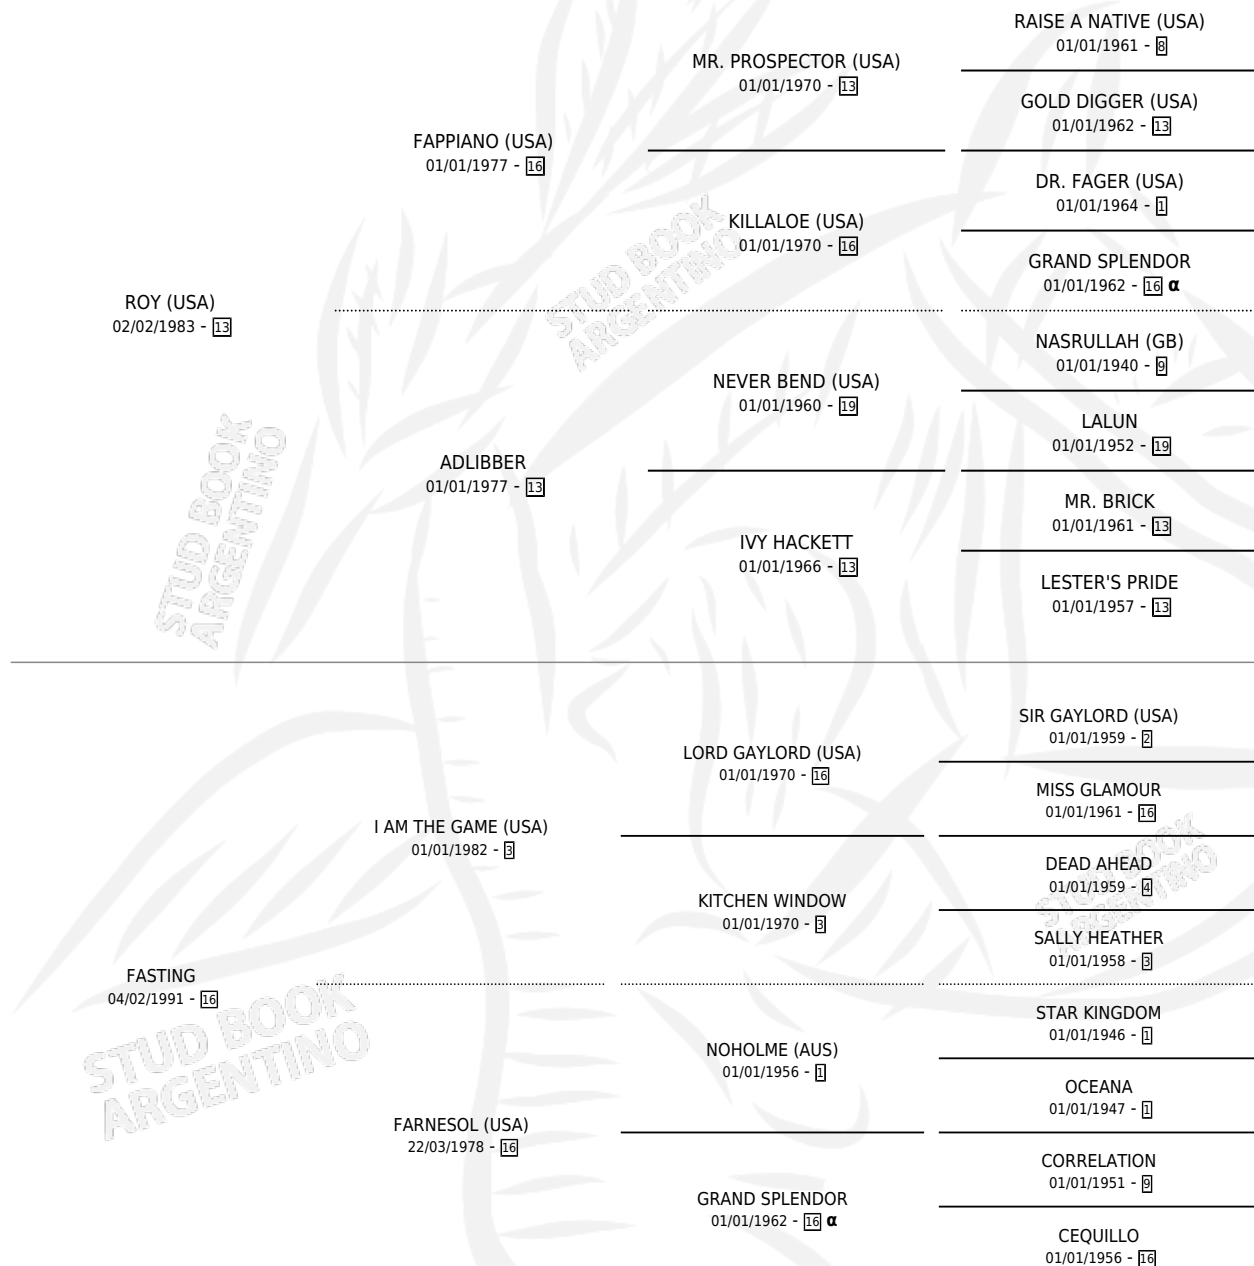 RAISE A NATIVE (USA)
01/01/1961 - 8
MR. PROSPECTOR (USA)
01/01/1970 - 13
GOLD DIGGER (USA)
01/01/1962 - 13
FAPPIANO (USA)
01/01/1977 - 16
DR. FAGER (USA)
01/01/1964 - 1
KILLALOE (USA)
01/01/1970 - 16
GRAND SPLENDOR
01/01/1962 - 16 α
ROY (USA)
02/02/1983 - 13
NASRULLAH (GB)
01/01/1940 - 9
NEVER BEND (USA)
01/01/1960 - 19
LALUN
01/01/1952 - 19
ADLIBBER
01/01/1977 - 13
MR. BRICK
01/01/1961 - 13
IVY HACKETT
01/01/1966 - 13
LESTER'S PRIDE
01/01/1957 - 13
SIR GAYLORD (USA)
01/01/1959 - 2
LORD GAYLORD (USA)
01/01/1970 - 16
MISS GLAMOUR
01/01/1961 - 16
I AM THE GAME (USA)
01/01/1982 - 3
DEAD AHEAD
01/01/1959 - 4
KITCHEN WINDOW
01/01/1970 - 3
SALLY HEATHER
01/01/1958 - 3
FASTING
04/02/1991 - 16
STAR KINGDOM
01/01/1946 - 1
NOHOLME (AUS)
01/01/1956 - 1
OCEANA
01/01/1947 - 1
FARNESOL (USA)
22/03/1978 - 16
CORRELATION
01/01/1951 - 9
GRAND SPLENDOR
01/01/1962 - 16 α
CEQUILLO
01/01/1956 - 16
STUD BOOK
ARGENTINO
STUD BOOK
ARGENTINO
STUD BOOK
ARGENTINO
STUD BOOK
ARGENTINO